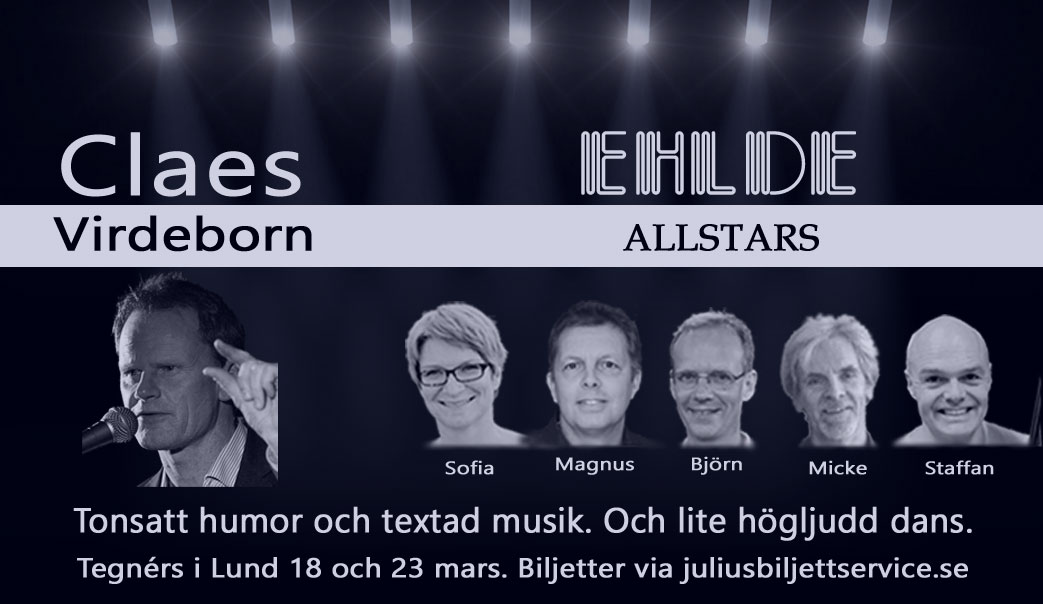 Claes
Virdeborn
EHLDE
ALLSTARS
Sofia
Magnus
Björn
Micke
Staffan
Tonsatt humor och textad musik. Och lite högljudd dans.
Tegnérs i Lund 18 och 23 mars. Biljetter via juliusbiljettservice.se